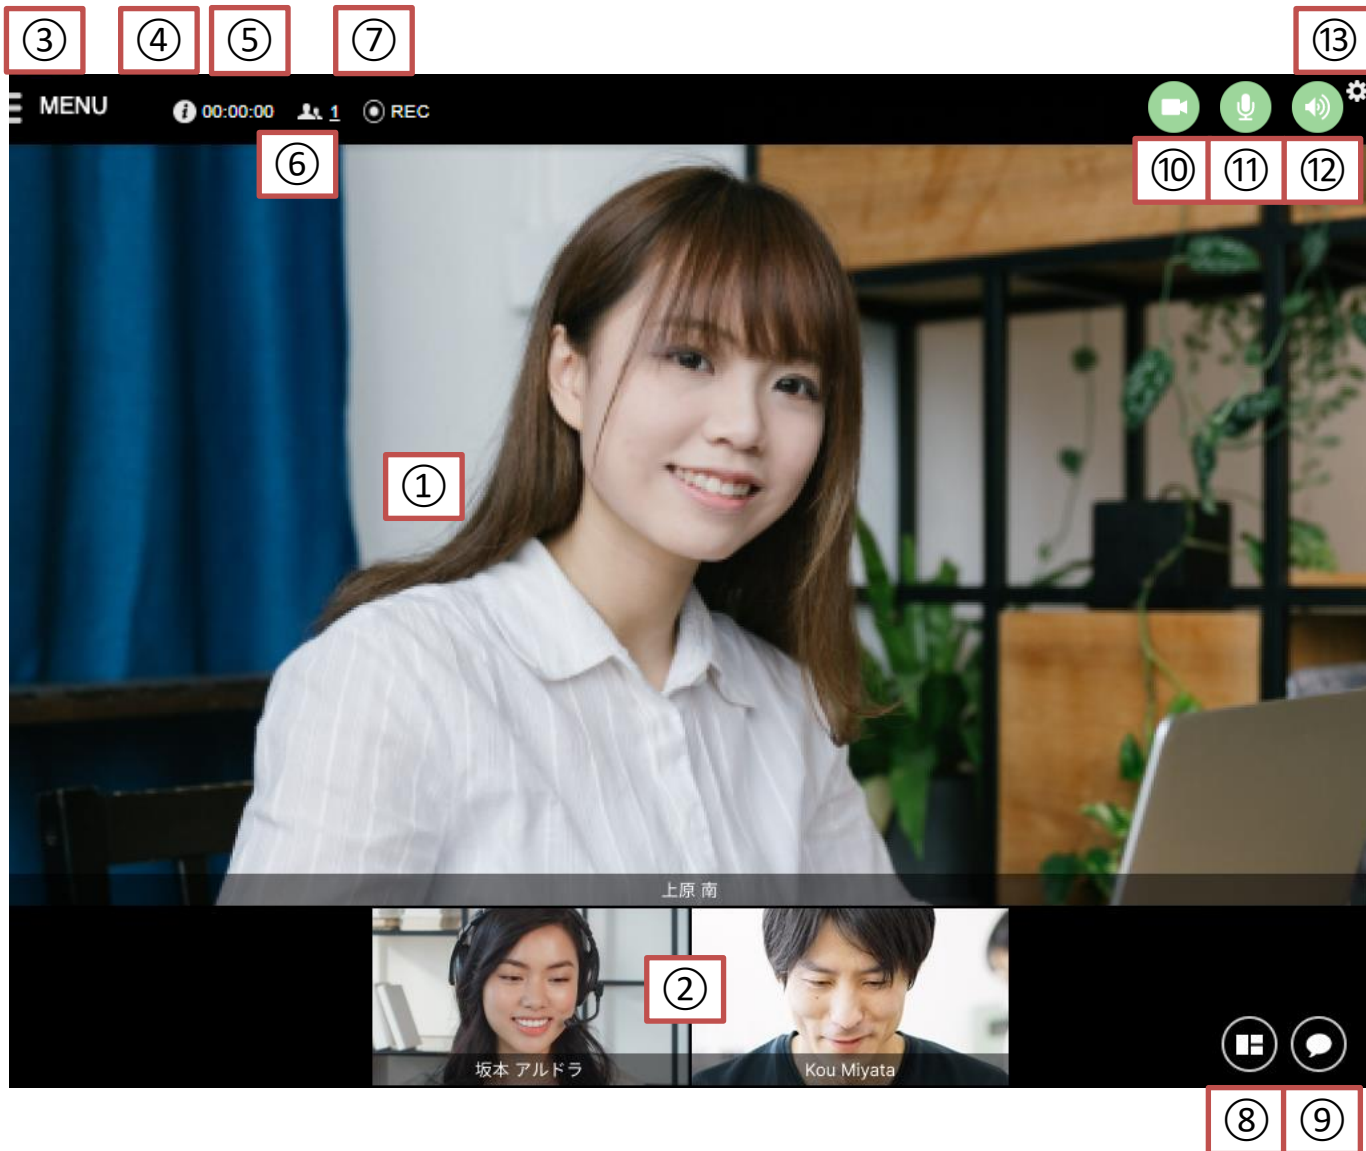 ③ ④ ⑤ ⑦ ⑬
MENU 00:00:00 1 REC
⑥ ⑩ ⑪ ⑫
①
上原 南
②
坂本 アルドラ Kou Miyata
⑧ ⑨